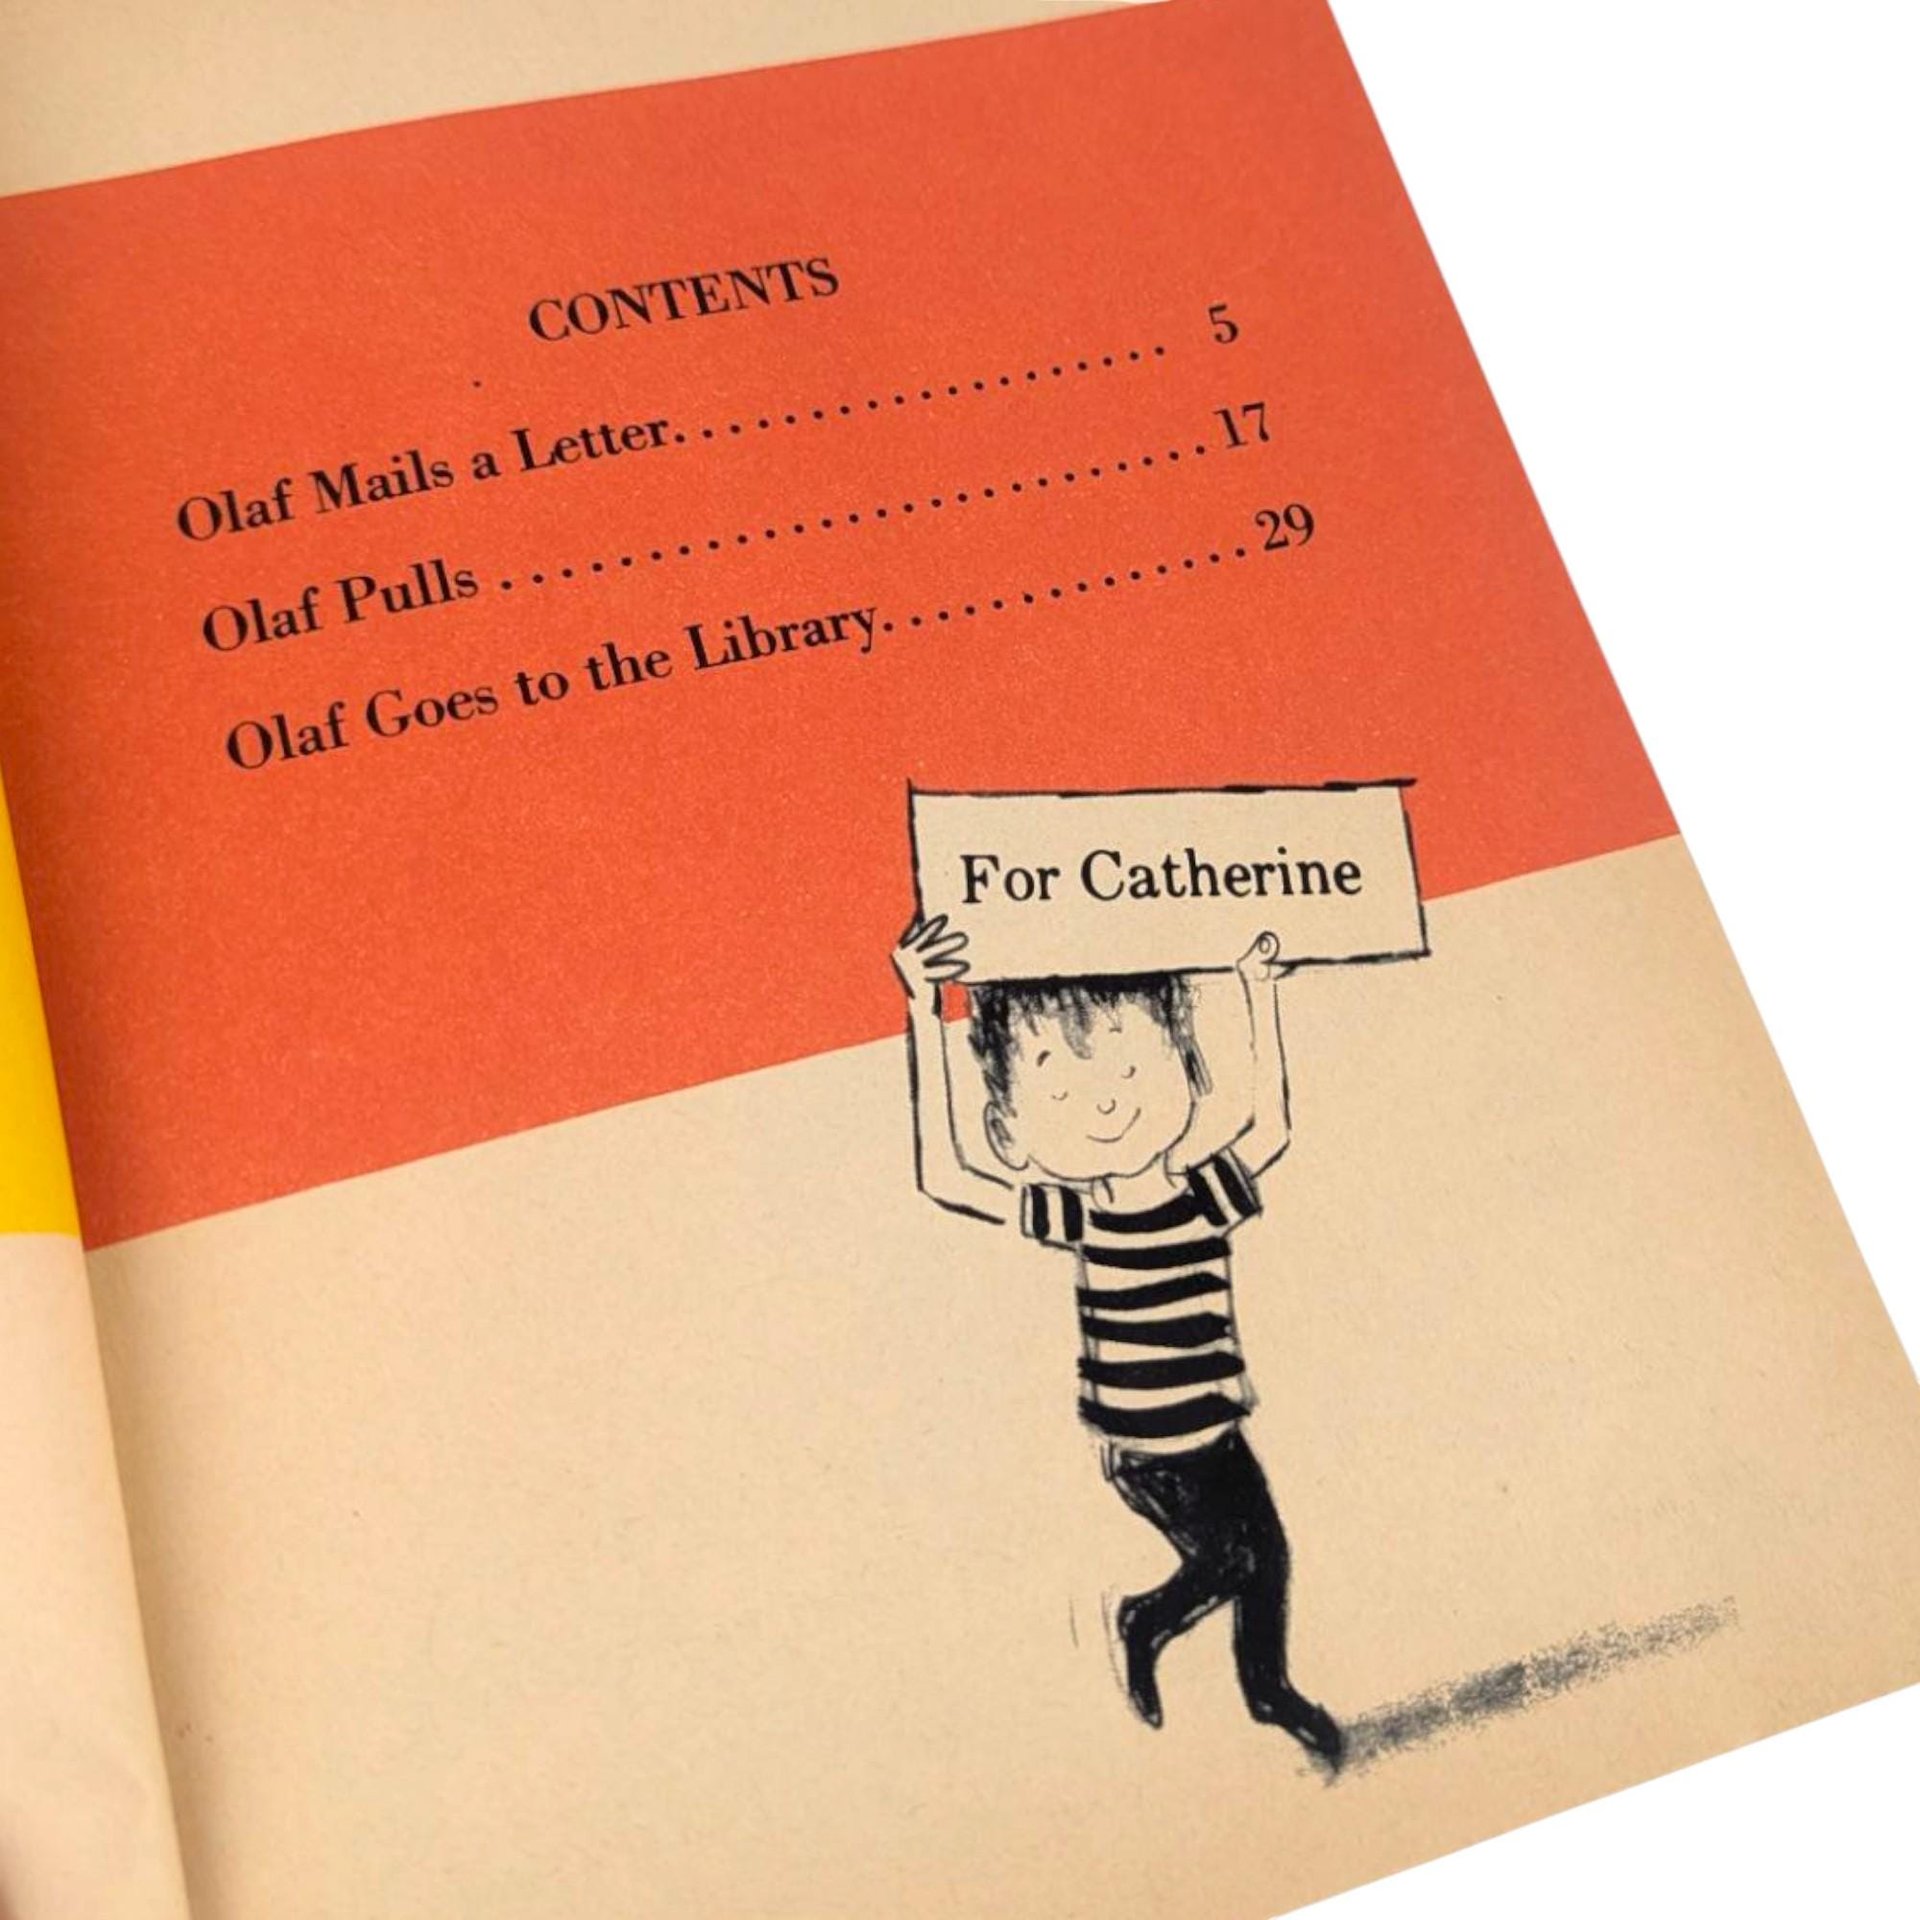 CONTENTS
Olaf Mails a Letter.................. 5
Olaf Pulls ..........................17
Olaf Goes to the Library..............29
For Catherine